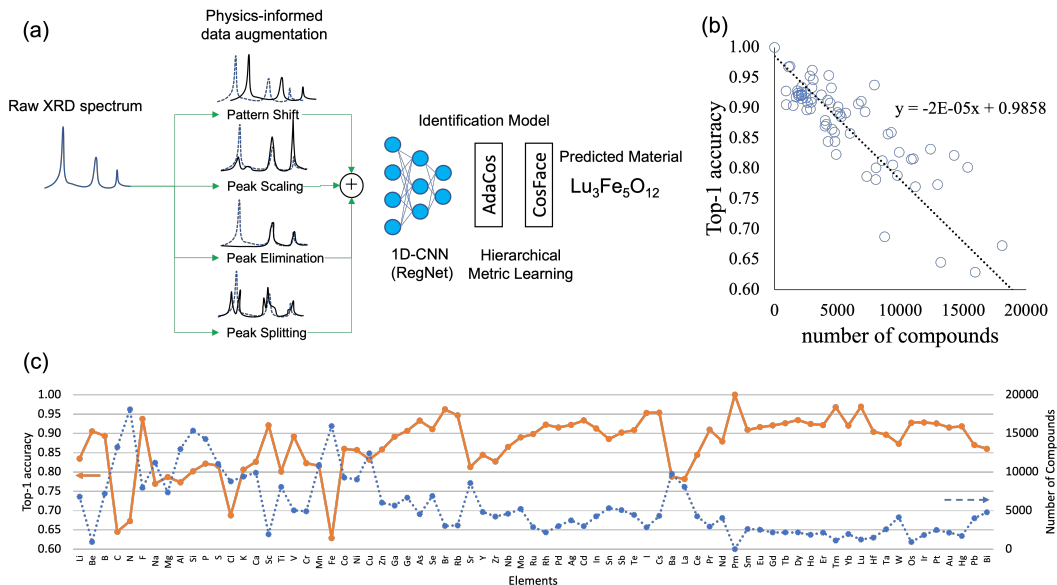 (a)
Physics-informed
data augmentation
Raw XRD spectrum
Pattern Shift
Peak Scaling
Peak Elimination
Peak Splitting
+
Identification Model
1D-CNN
(RegNet)
AdaCos
CosFace
Hierarchical
Metric Learning
Predicted Material
Lu₃Fe₅O₁₂
(b)
Top-1 accuracy
1.00
0.95
0.90
0.85
0.80
0.75
0.70
0.65
0.60
y = -2E-05x + 0.9858
0 5000 10000 15000 20000
number of compounds
(c)
Top-1 accuracy
1.00
0.95
0.90
0.85
0.80
0.75
0.70
0.65
0.60
20000
15000
10000
5000
0
Number of Compounds
Li Be B C N F Na Mg Al Si P S Cl K Ca Sc Ti V Cr Mn Fe Co Ni Cu Zn Ga Ge As Se Br Rb Sr Y Zr Nb Mo Ru Rh Pd Ag Cd In Sn Sb Te I Cs Ba La Ce Pr Nd Pm Sm Eu Gd Tb Dy Ho Er Tm Yb Lu Hf Ta W Os Ir Pt Au Hg Pb Bi
Elements